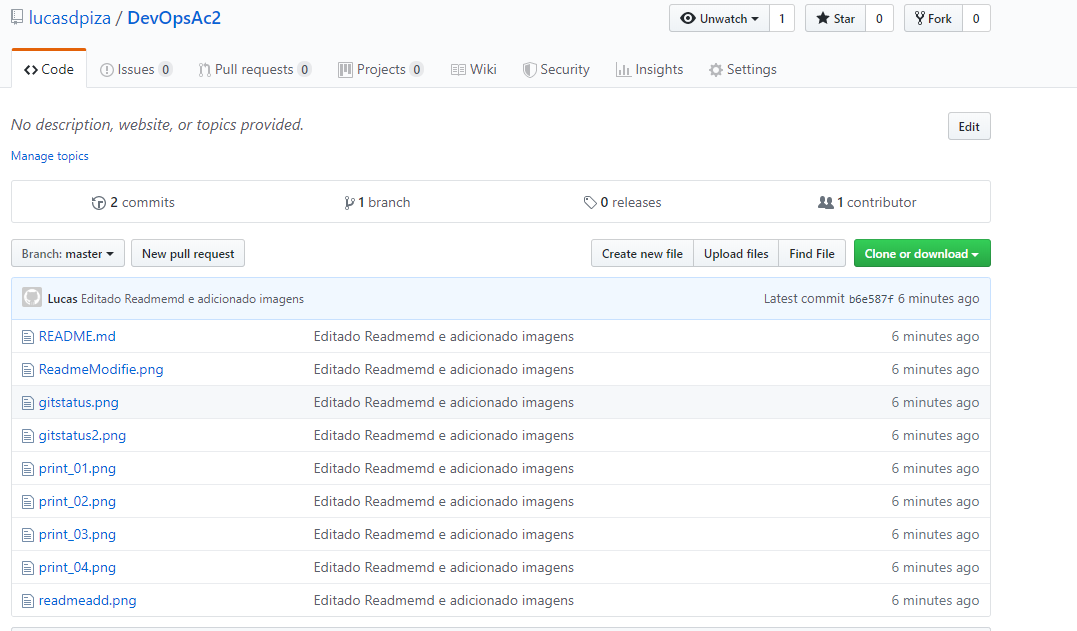 lucasdpiza / DevOpsAc2 Unwatch 1 Star 0 Fork 0
Code Issues 0 Pull requests 0 Projects 0 Wiki Security Insights Settings
No description, website, or topics provided. Edit
Manage topics
2 commits 1 branch 0 releases 1 contributor
Branch: master New pull request Create new file Upload files Find File Clone or download
Lucas Editado Readmemd e adicionado imagens Latest commit b6e587f 6 minutes ago
README.md Editado Readmemd e adicionado imagens 6 minutes ago
ReadmeModifie.png Editado Readmemd e adicionado imagens 6 minutes ago
gitstatus.png Editado Readmemd e adicionado imagens 6 minutes ago
gitstatus2.png Editado Readmemd e adicionado imagens 6 minutes ago
print_01.png Editado Readmemd e adicionado imagens 6 minutes ago
print_02.png Editado Readmemd e adicionado imagens 6 minutes ago
print_03.png Editado Readmemd e adicionado imagens 6 minutes ago
print_04.png Editado Readmemd e adicionado imagens 6 minutes ago
readmeadd.png Editado Readmemd e adicionado imagens 6 minutes ago